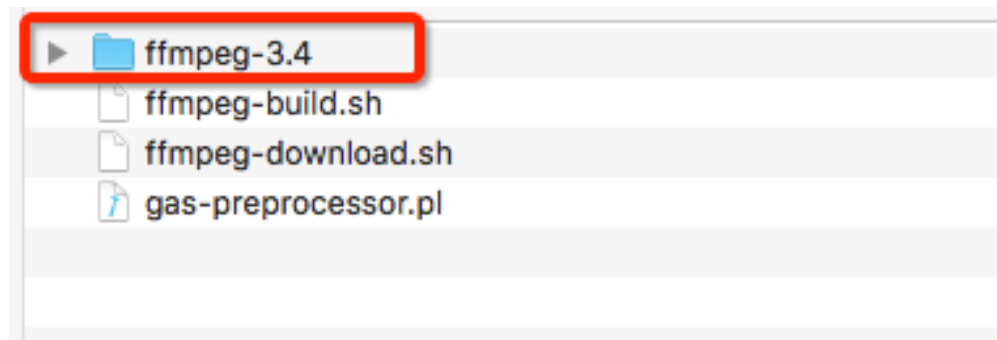 ffmpeg-3.4
ffmpeg-build.sh
ffmpeg-download.sh
gas-preprocessor.pl